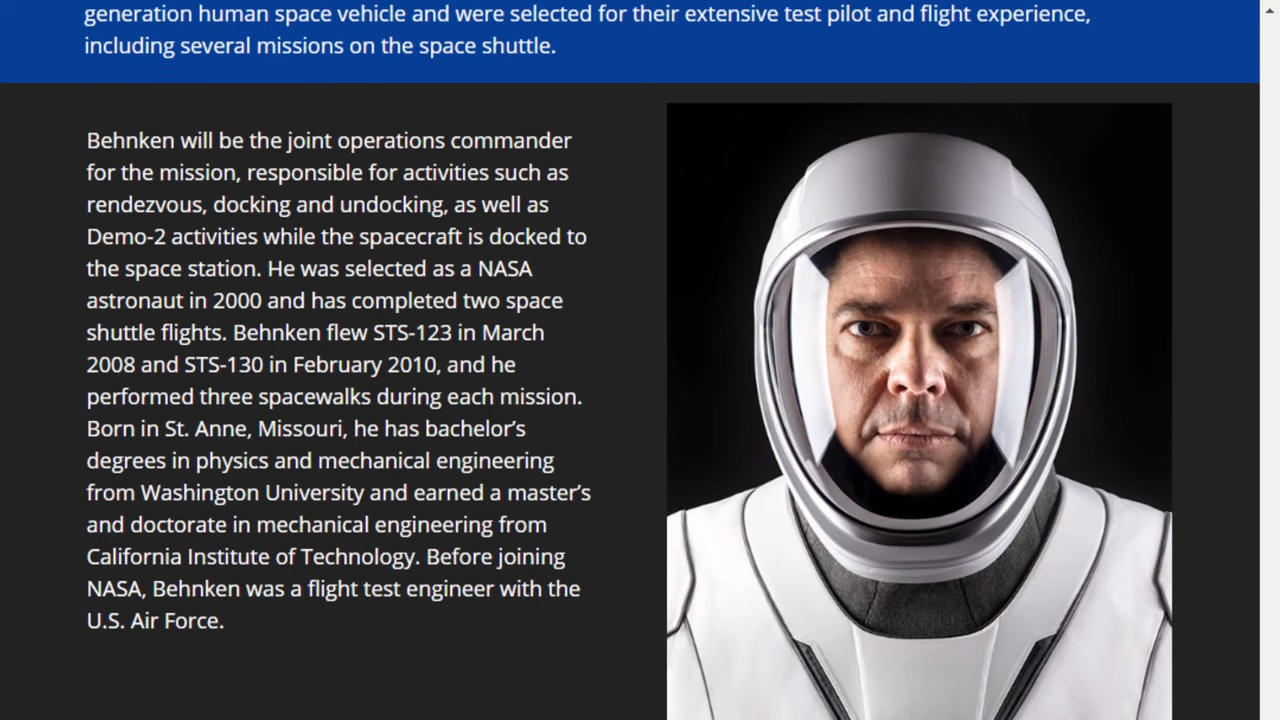 generation human space vehicle and were selected for their extensive test pilot and flight experience,
including several missions on the space shuttle.
Behnken will be the joint operations commander
for the mission, responsible for activities such as
rendezvous, docking and undocking, as well as
Demo-2 activities while the spacecraft is docked to
the space station. He was selected as a NASA
astronaut in 2000 and has completed two space
shuttle flights. Behnken flew STS-123 in March
2008 and STS-130 in February 2010, and he
performed three spacewalks during each mission.
Born in St. Anne, Missouri, he has bachelor’s
degrees in physics and mechanical engineering
from Washington University and earned a master’s
and doctorate in mechanical engineering from
California Institute of Technology. Before joining
NASA, Behnken was a flight test engineer with the
U.S. Air Force.